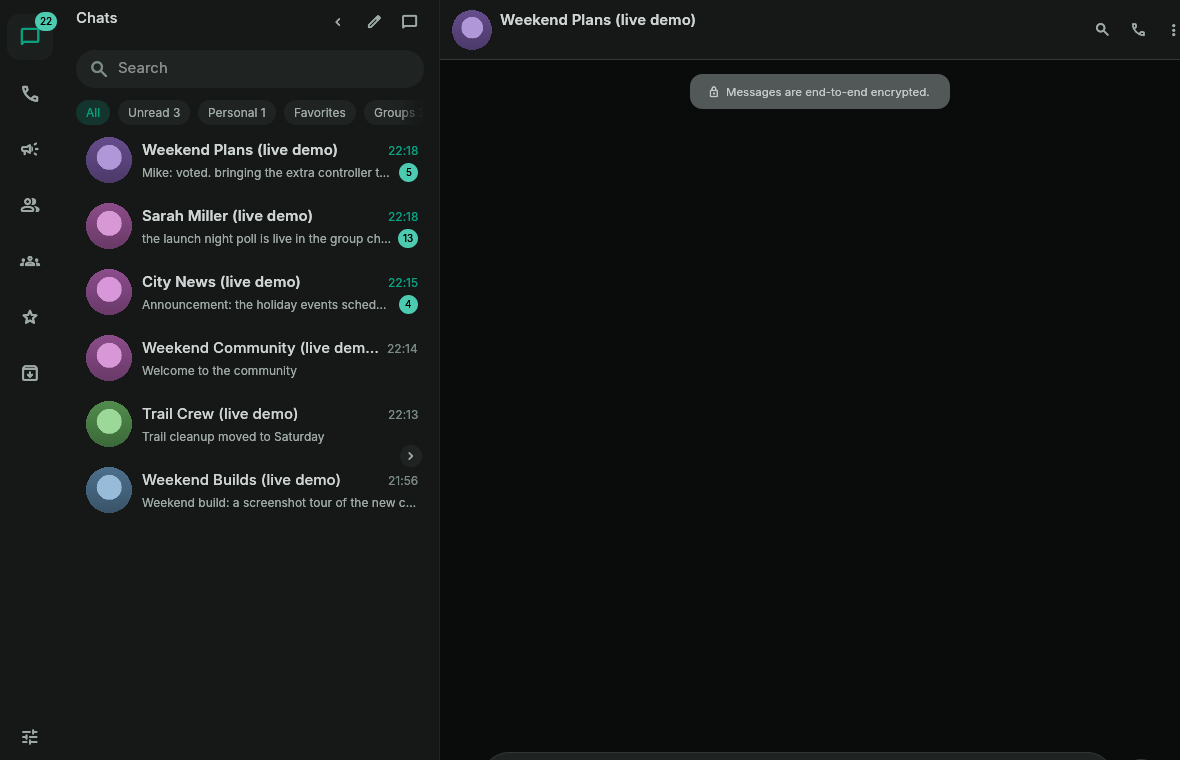 22
Chats
Search
All
Unread 3
Personal 1
Favorites
Groups
Weekend Plans (live demo)
22:18
Mike: voted. bringing the extra controller t...
5
Sarah Miller (live demo)
22:18
the launch night poll is live in the group ch...
13
City News (live demo)
22:15
Announcement: the holiday events sched...
4
Weekend Community (live dem...
22:14
Welcome to the community
Trail Crew (live demo)
22:13
Trail cleanup moved to Saturday
Weekend Builds (live demo)
21:56
Weekend build: a screenshot tour of the new c...
Weekend Plans (live demo)
Messages are end-to-end encrypted.